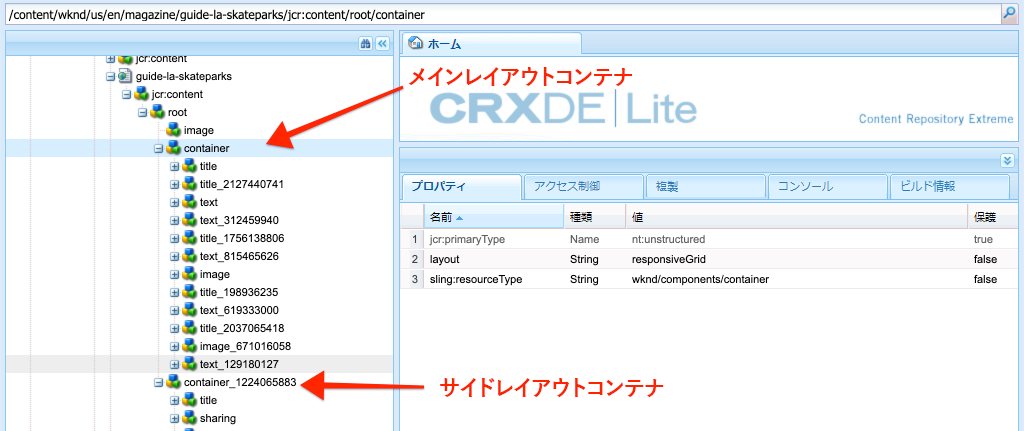 /content/wknd/us/en/magazine/guide-la-skateparks/jcr:content/root/container
jcr:content
guide-la-skateparks
jcr:content
root
image
container
title
title_2127440741
text
text_312459940
title_1756138806
text_815465626
image
title_198936235
text_619333000
title_2037065418
image_671016058
text_129180127
container_1224065883
title
sharing
ホーム
メインレイアウトコンテナ
CRXDE Lite
Content Repository Extreme
プロパティ アクセス制御 複製 コンソール ビルド情報
名前 種類 値 保護
1 jcr:primaryType Name nt:unstructured true
2 layout String responsiveGrid false
3 sling:resourceType String wknd/components/container false
サイドレイアウトコンテナ